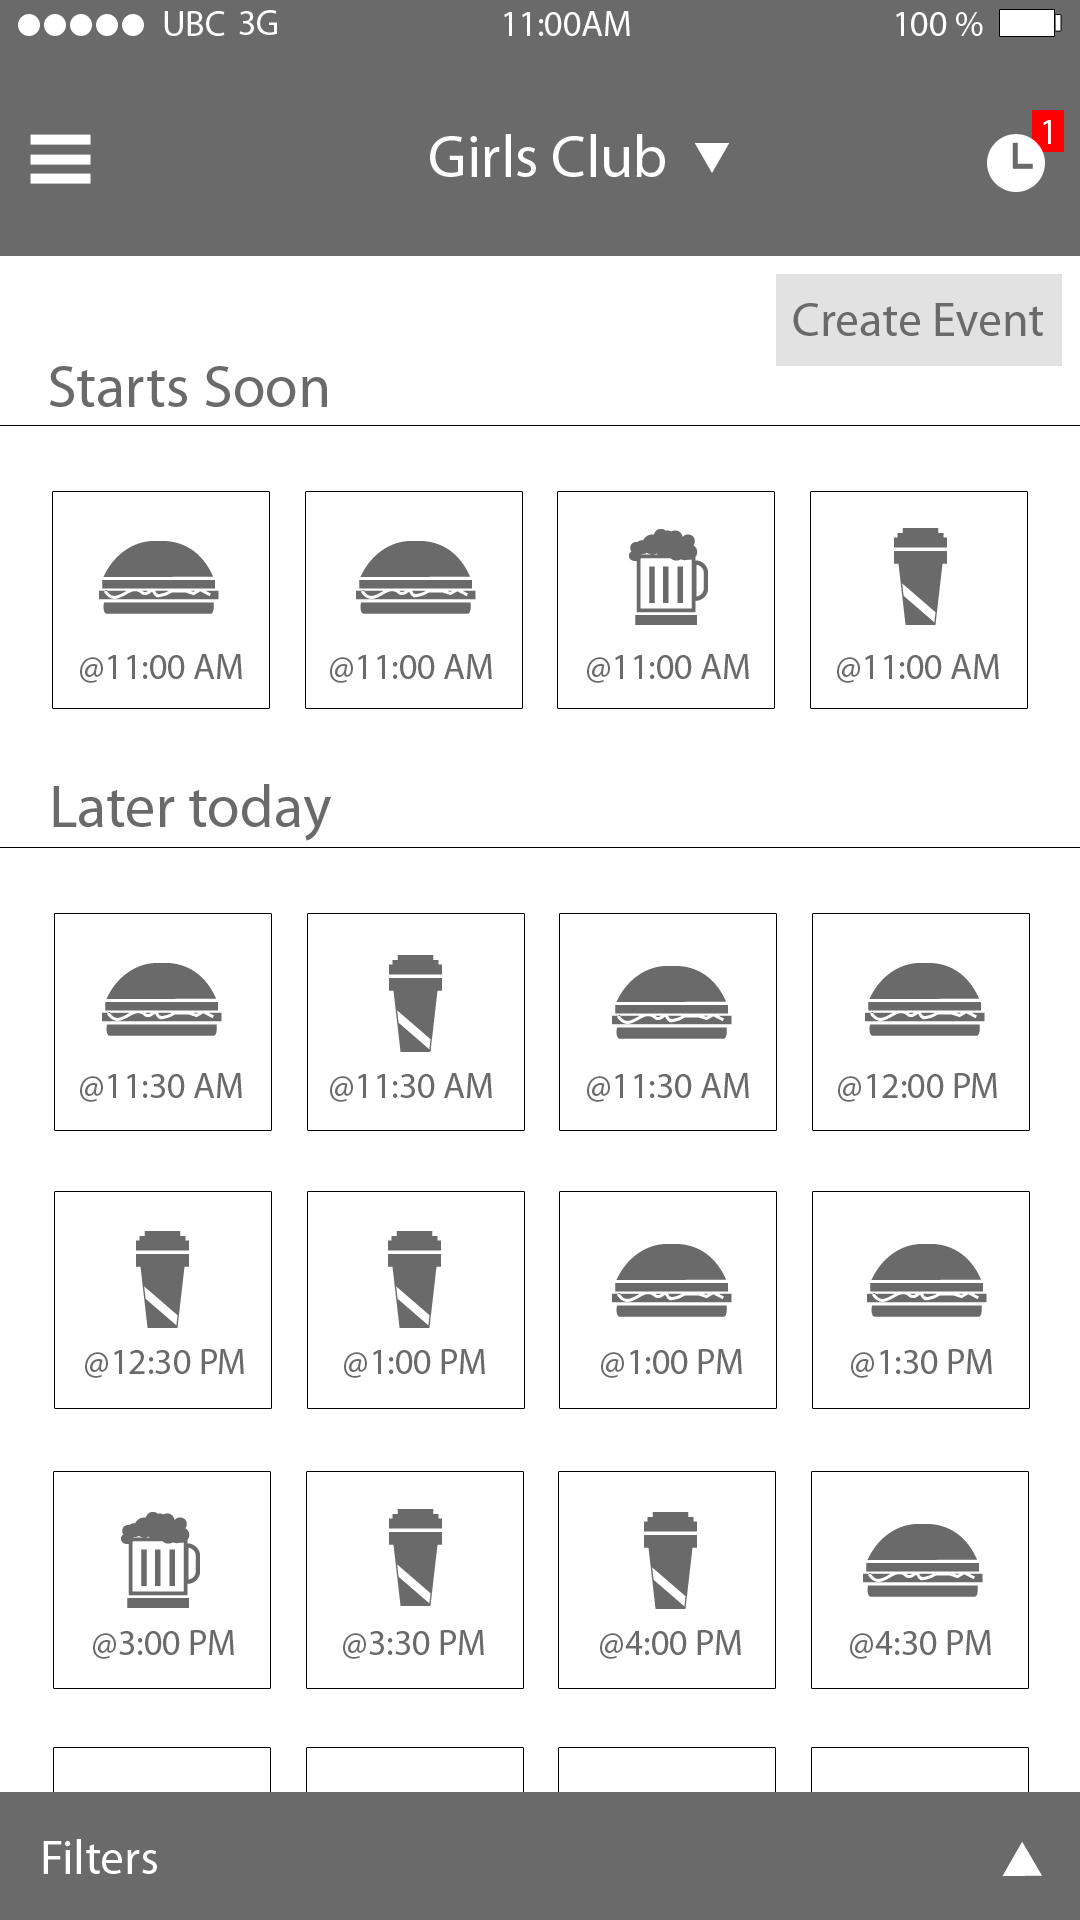 UBC 3G 11:00AM 100 %
1
Girls Club
Create Event
Starts Soon
@11:00 AM @11:00 AM @11:00 AM @11:00 AM
Later today
@11:30 AM @11:30 AM @11:30 AM @12:00 PM
@12:30 PM @1:00 PM @1:00 PM @1:30 PM
@3:00 PM @3:30 PM @4:00 PM @4:30 PM
Filters